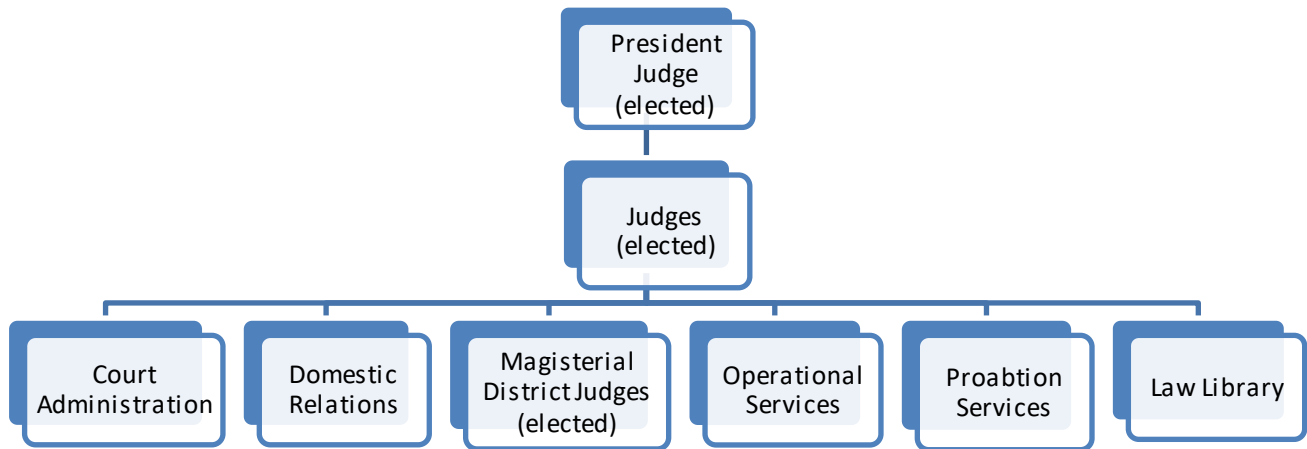 President
Judge
(elected)
Judges
(elected)
Court
Administration
Domestic
Relations
Magisterial
District Judges
(elected)
Operational
Services
Proabtion
Services
Law Library